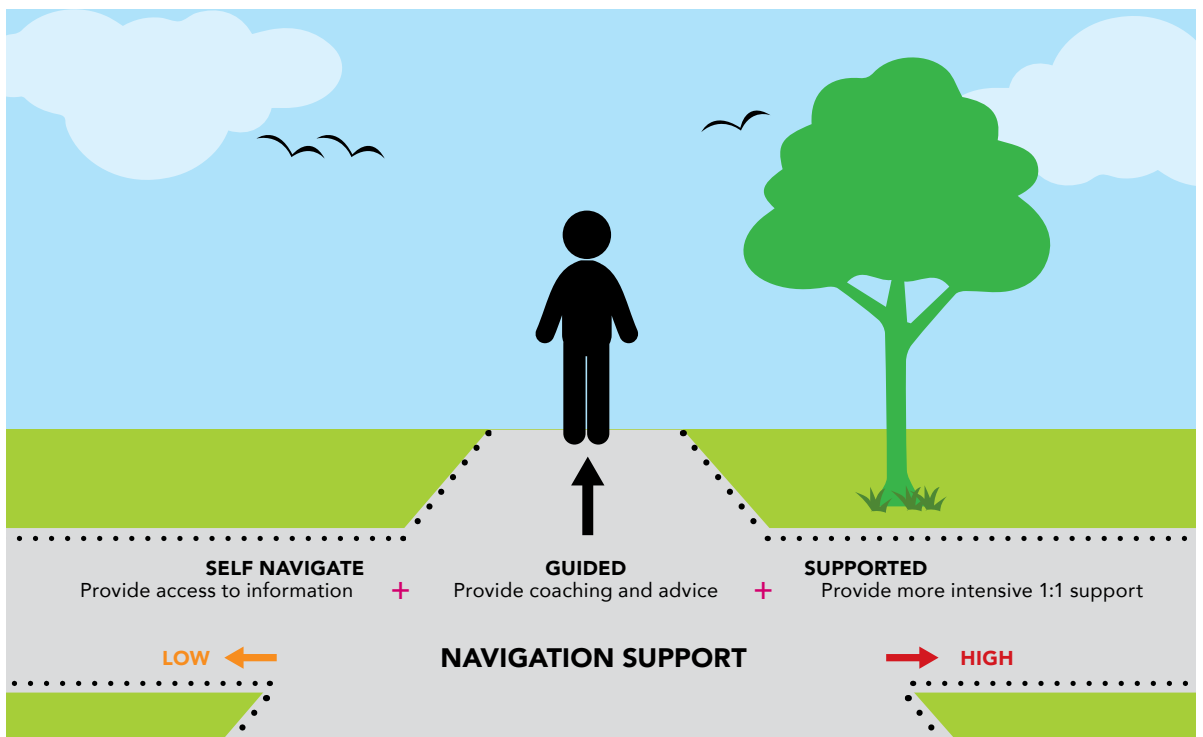 SELF NAVIGATE
Provide access to information
+
GUIDED
Provide coaching and advice
+
SUPPORTED
Provide more intensive 1:1 support
LOW
NAVIGATION SUPPORT
HIGH